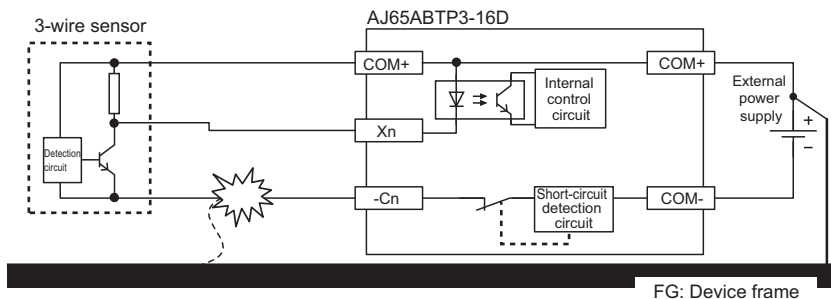 AJ65ABTP3-16D
3-wire sensor
COM+
COM+
Internal
control
circuit
External
power
supply
+
−
Xn
Detection
circuit
-Cn
Short-circuit
detection
circuit
COM-
FG: Device frame